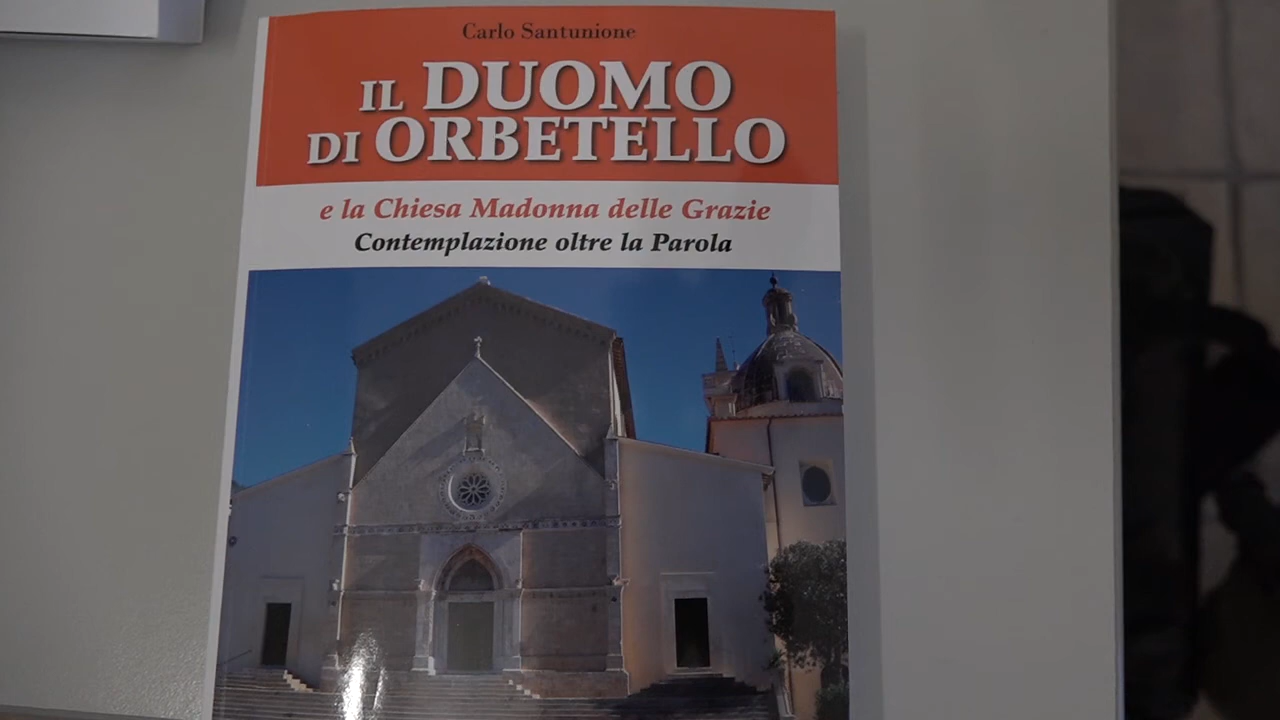 Carlo Santunione
IL DUOMO
DI ORBETELLO
e la Chiesa Madonna delle Grazie
Contemplazione oltre la Parola